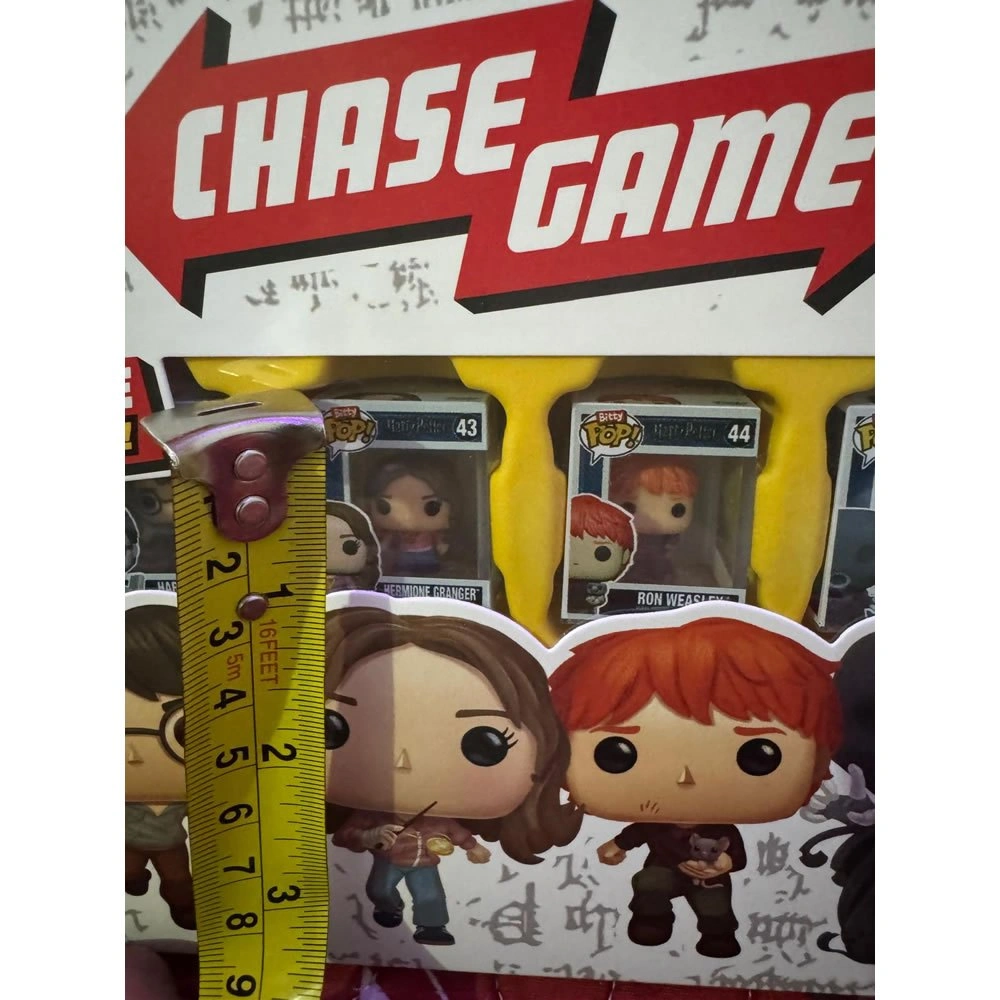 CHASE
GAME
E
!
Bitty
POP!
Harry Potter
43
HERMIONE GRANGER
Bitty
POP!
Harry Potter
44
RON WEASLEY
HAR
1
2
3
4
5
6
7
8
9
5m
16FEET
1
2
3